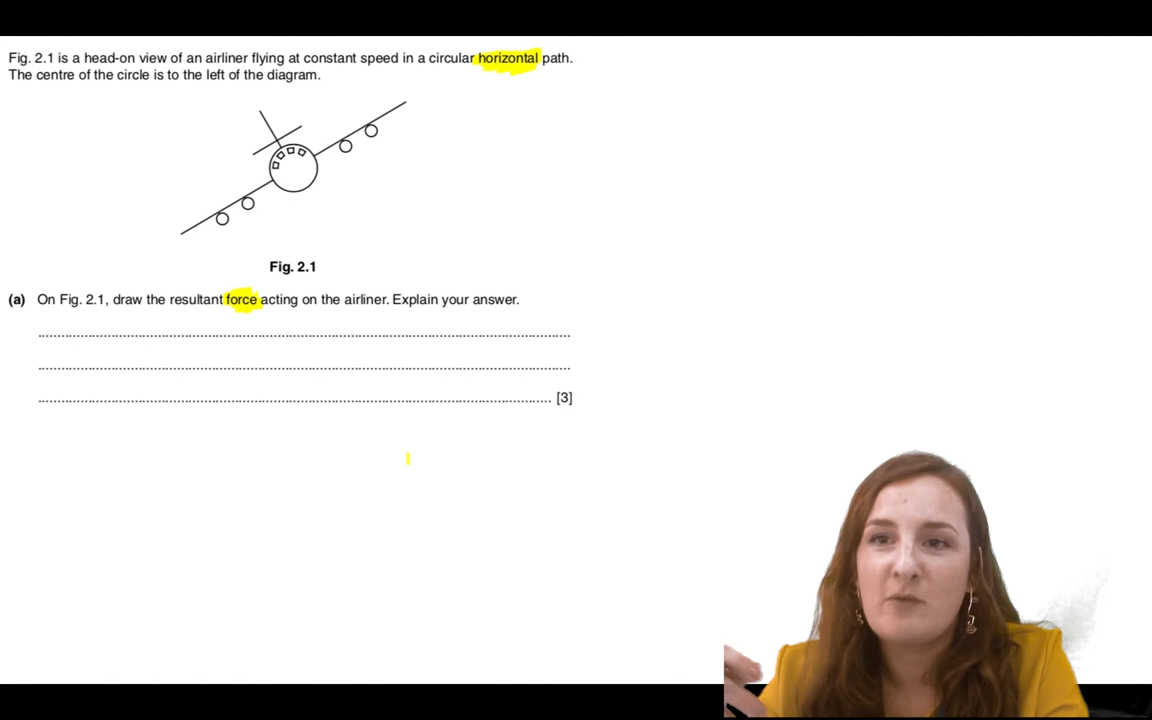 Fig. 2.1 is a head-on view of an airliner flying at constant speed in a circular horizontal path.
The centre of the circle is to the left of the diagram.
Fig. 2.1
(a) On Fig. 2.1, draw the resultant force acting on the airliner. Explain your answer.
[3]